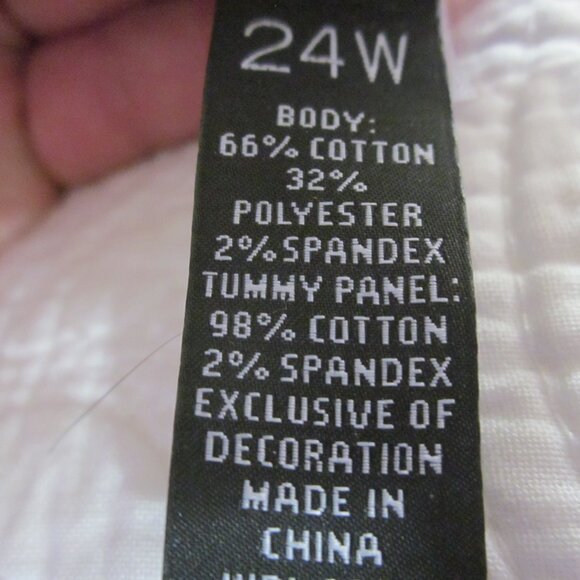 24W
BODY:
66% COTTON
32%
POLYESTER
2% SPANDEX
TUMMY PANEL:
98% COTTON
2% SPANDEX
EXCLUSIVE OF
DECORATION
MADE IN
CHINA